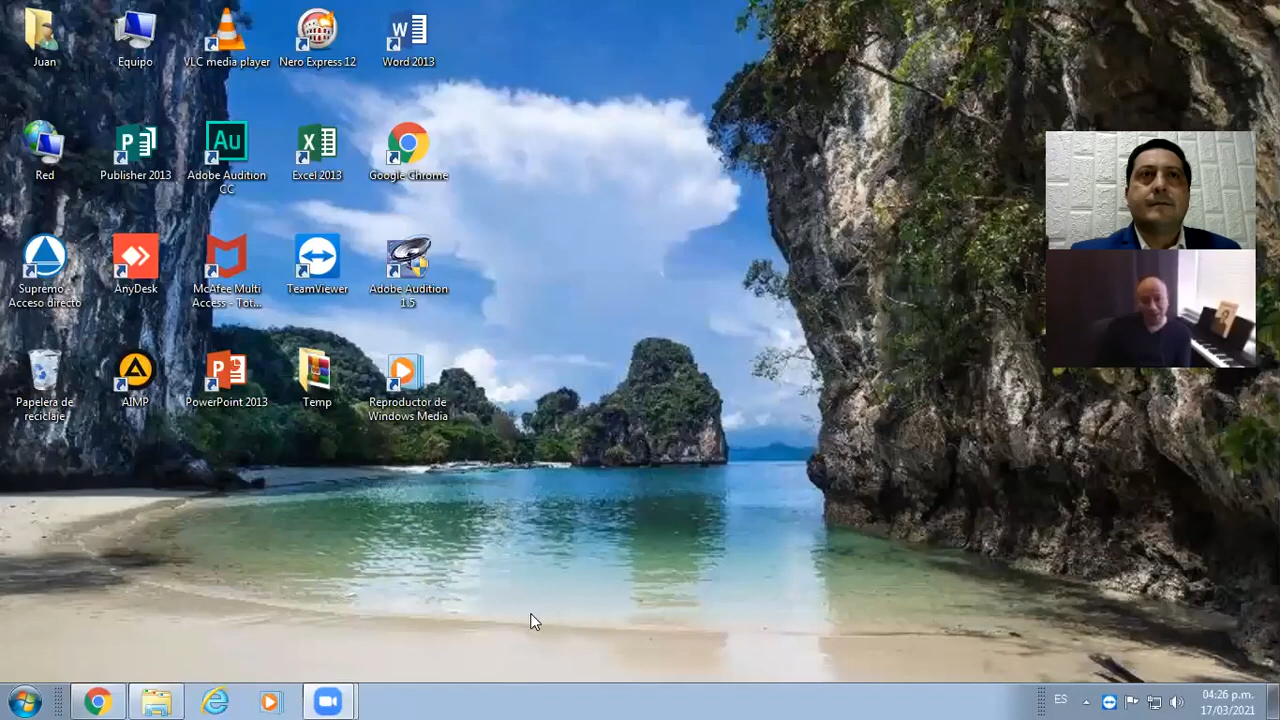 Juan
Equipo
VLC media player
Nero Express 12
Word 2013
Red
Publisher 2013
Adobe Audition
CC
Excel 2013
Google Chrome
Supremo -
Acceso directo
AnyDesk
McAfee Multi
Access - Tot...
TeamViewer
Adobe Audition
1.5
Papelera de
reciclaje
AIMP
PowerPoint 2013
Temp
Reproductor de
Windows Media
ES
04:26 p.m.
17/03/2021